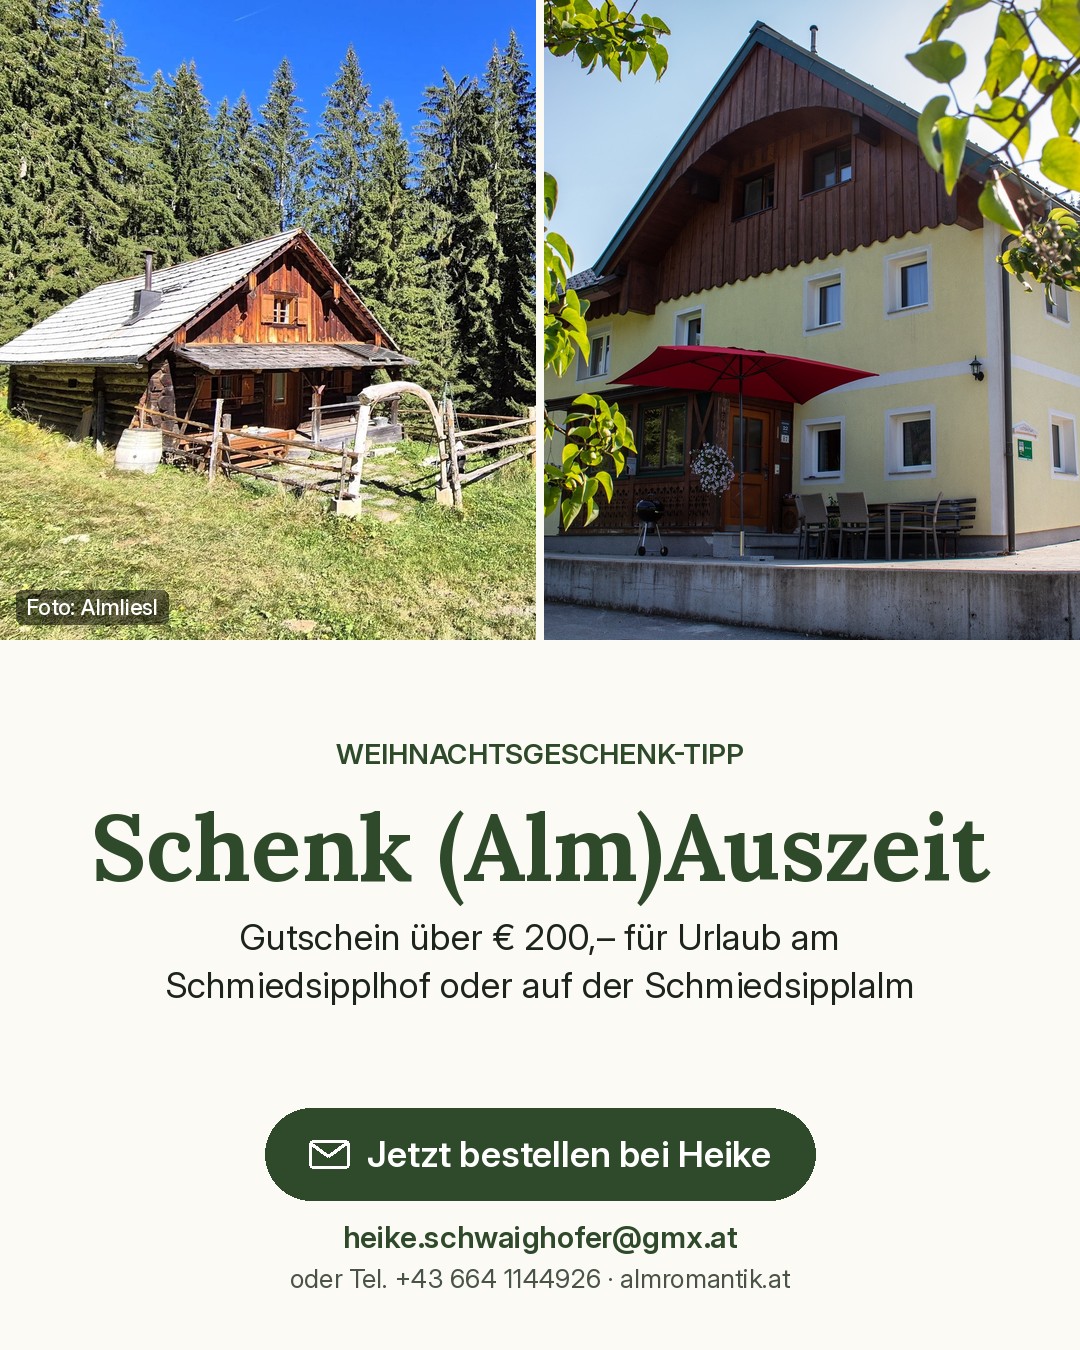 Foto: Almliesl
WEIHNACHTSGESCHENK-TIPP
Schenk (Alm)Auszeit
Gutschein über € 200,– für Urlaub am
Schmiedsipplhof oder auf der Schmiedsipplalm
Jetzt bestellen bei Heike
heike.schwaighofer@gmx.at
oder Tel. +43 664 1144926 · almromantik.at